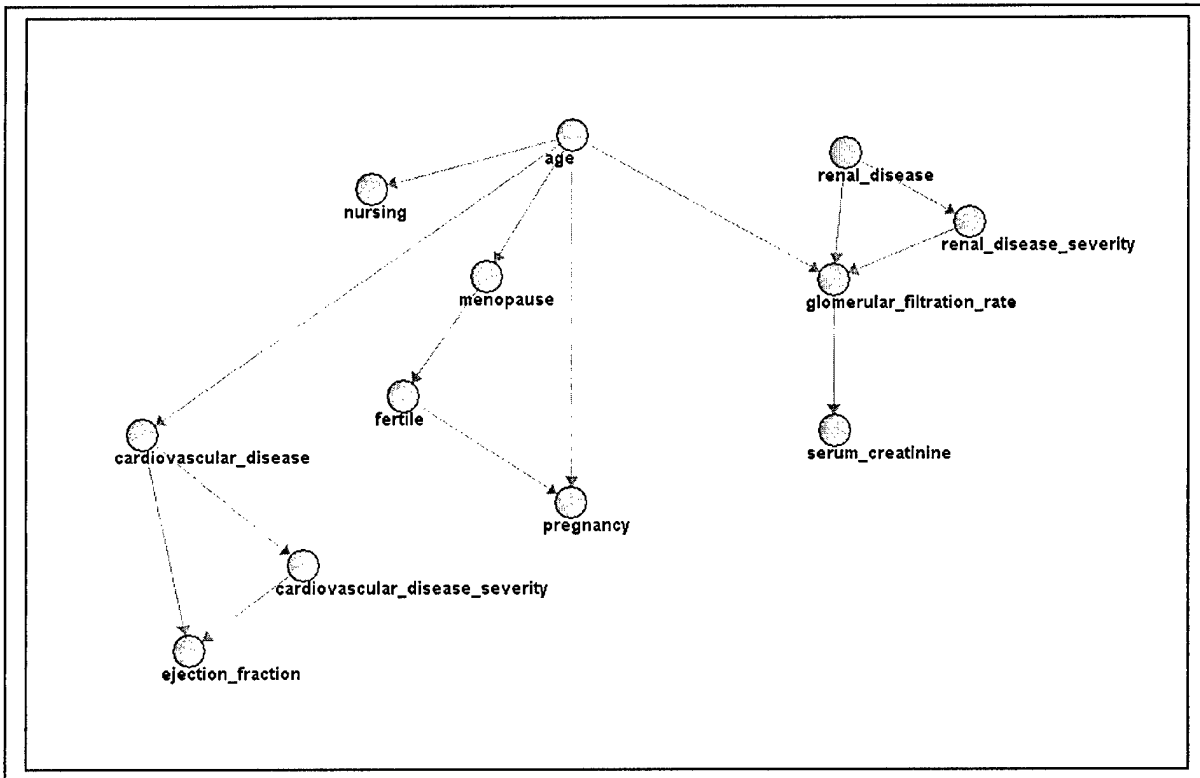 age
renal_disease
nursing
renal_disease_severity
menopause
glomerular_filtration_rate
fertile
cardiovascular_disease
serum_creatinine
pregnancy
cardiovascular_disease_severity
ejection_fraction